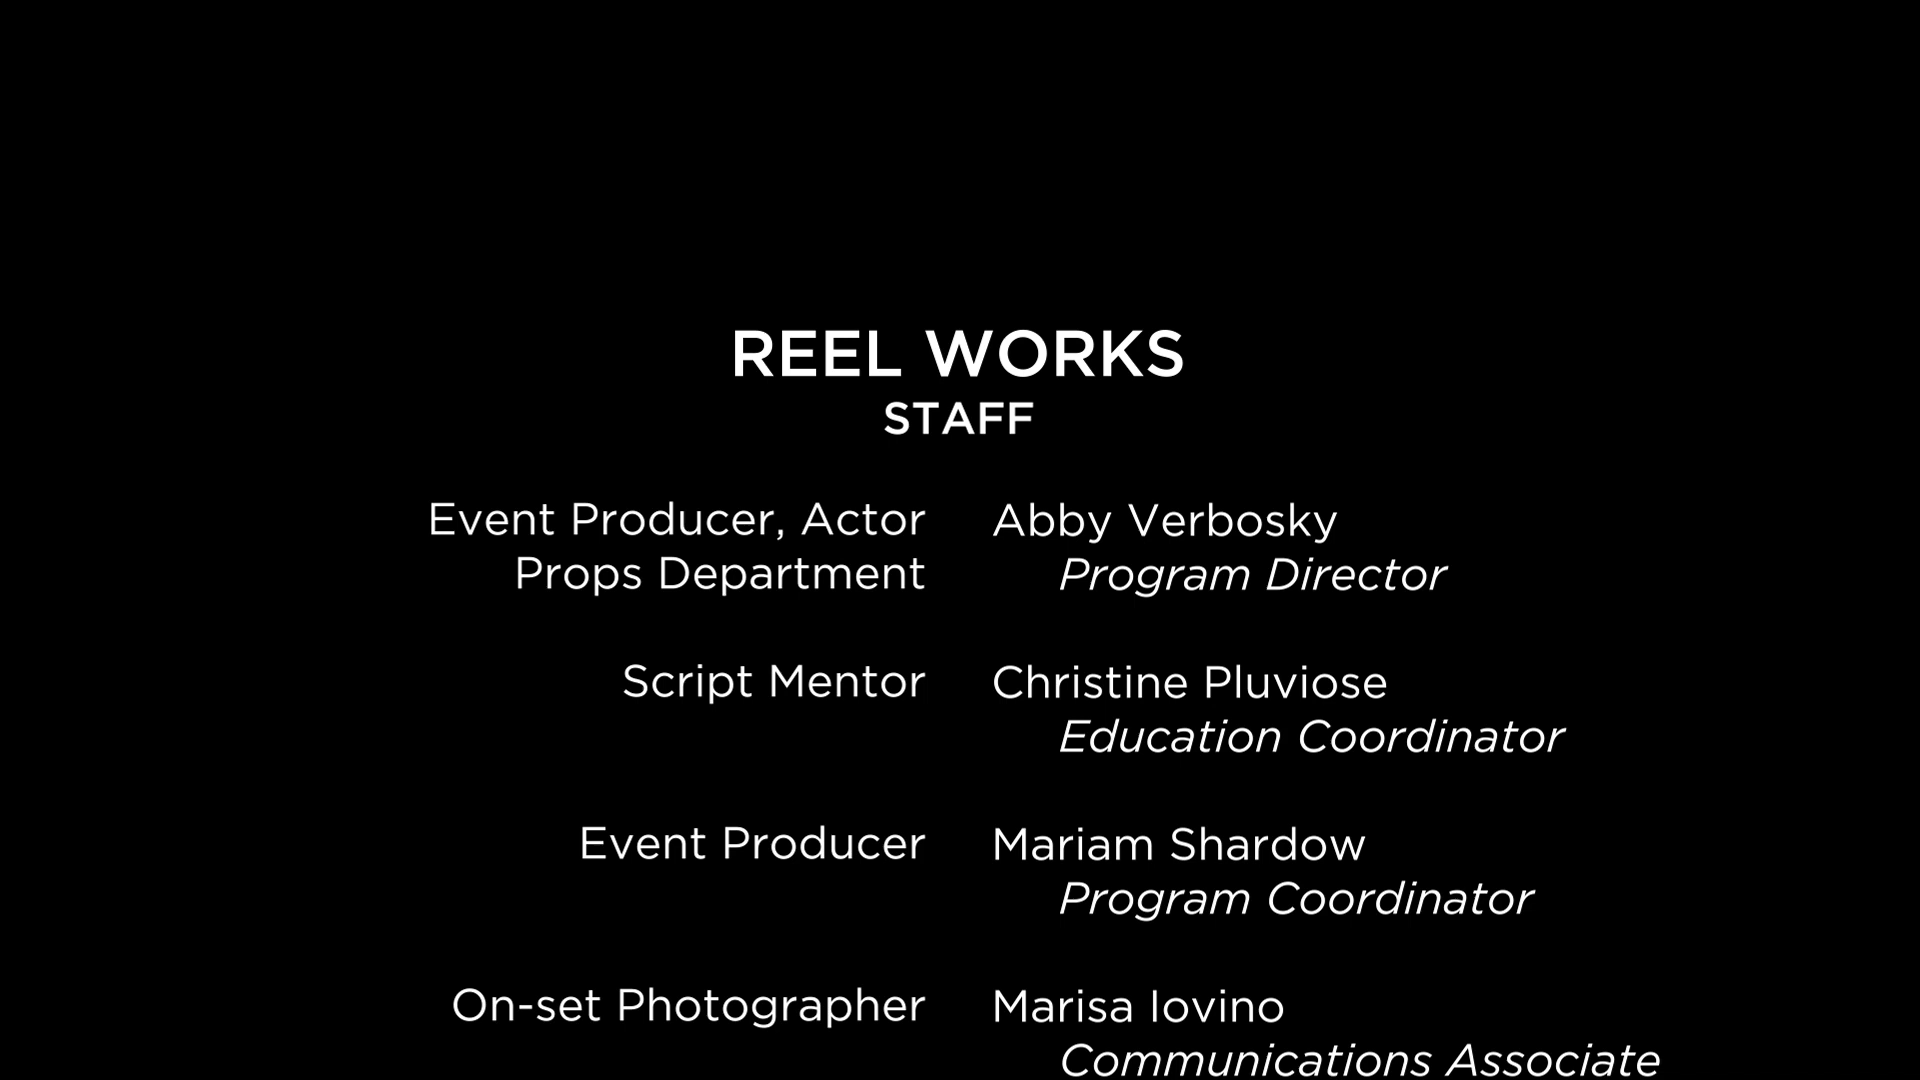 REEL WORKS
STAFF
Event Producer, Actor Abby Verbosky
Props Department Program Director
Script Mentor Christine Pluviose
Education Coordinator
Event Producer Mariam Shardow
Program Coordinator
On-set Photographer Marisa Iovino
Communications Associate